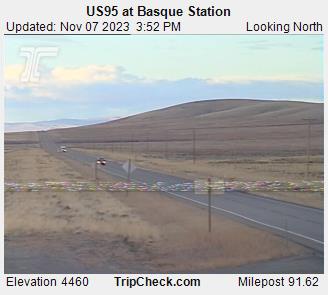 US95 at Basque Station
Updated: Nov 07 2023 3:52 PM Looking North
Elevation 4460 TripCheck.com Milepost 91.62